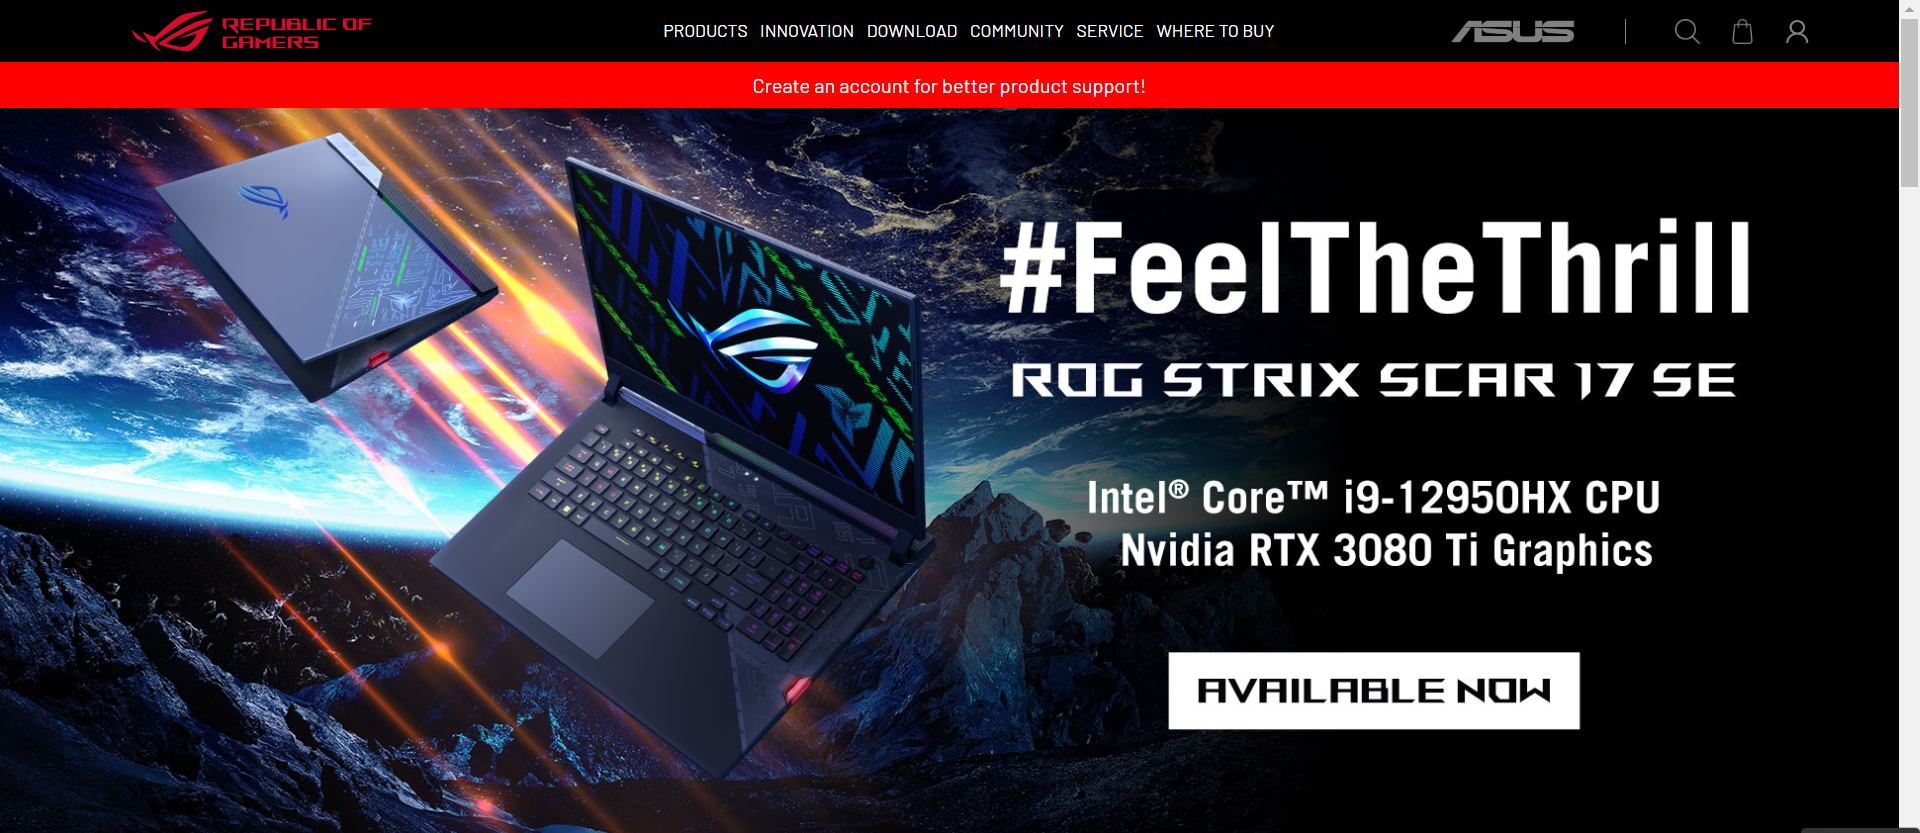 REPUBLIC OF
GAMERS
PRODUCTS INNOVATION DOWNLOAD COMMUNITY SERVICE WHERE TO BUY
ASUS
Create an account for better product support!
#FeelTheThrill
ROG STRIX SCAR 17 SE
Intel® Core™ i9-12950HX CPU
Nvidia RTX 3080 Ti Graphics
AVAILABLE NOW